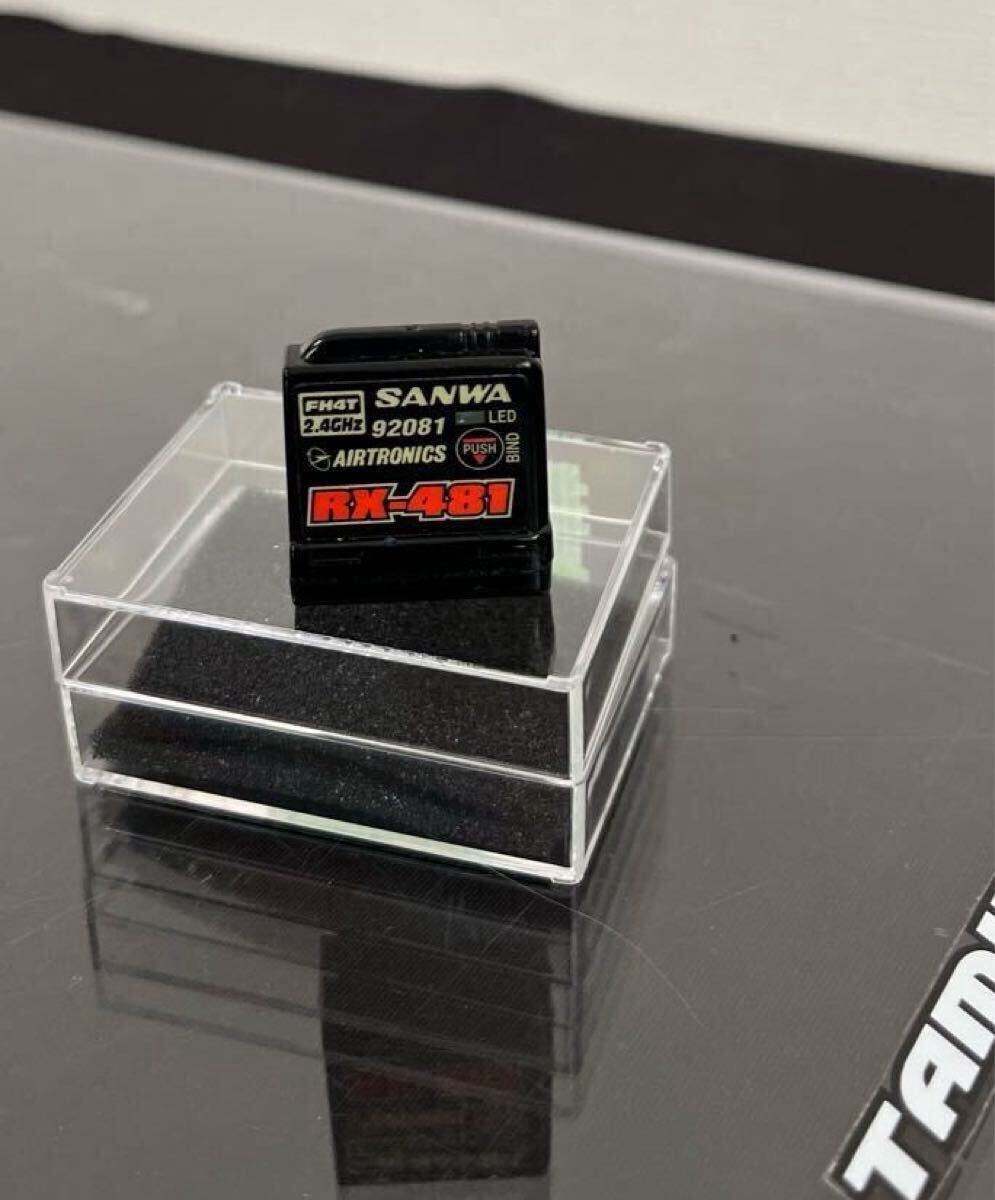 FH4T
2.4GHz
SANWA
92081
LED
AIRTRONICS
PUSH
BIND
RX-481